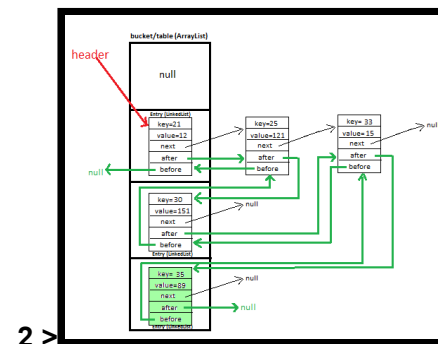 bucket/table (ArrayList)
null
header
Entry (LinkedList)
key=21
value=12
next
after
before
null
key=25
value=121
next
after
before
key= 33
value= 15
next
after
before
null
key=30
value=151
next
after
before
null
Entry (LinkedList)
key= 35
value=89
next
after
before
null
null
Entry (LinkedList)
2 >